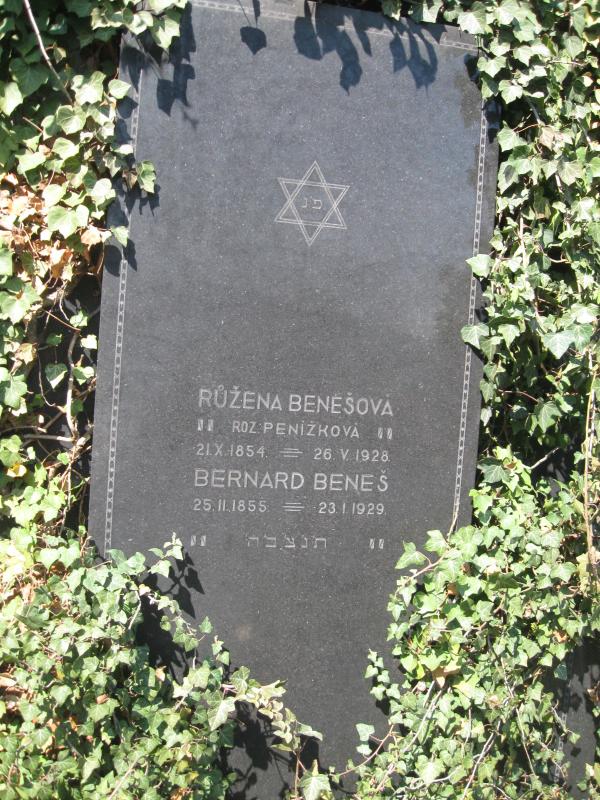 פ נ
RŮŽENA BENEŠOVÁ
ROZ. PENÍŽKOVÁ
21.X.1854. ≡ 26.V.1928.
BERNARD BENEŠ
25.II.1855. ≡ 23.I.1929.
תנצבה